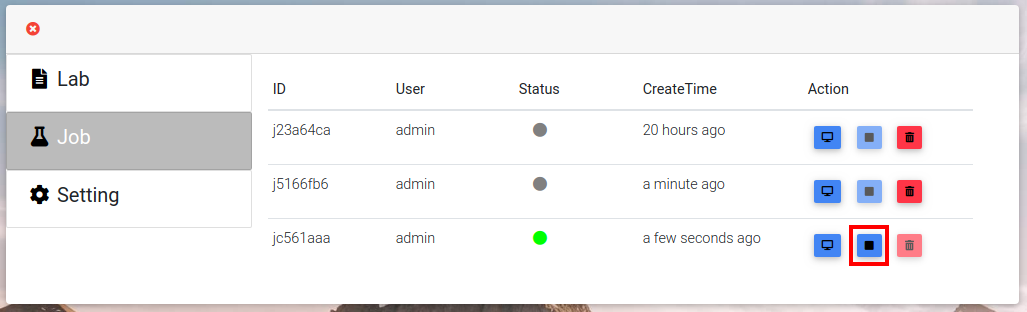 Lab
Job
Setting
ID User Status CreateTime Action
j23a64ca admin 20 hours ago
j5166fb6 admin a minute ago
jc561aaa admin a few seconds ago